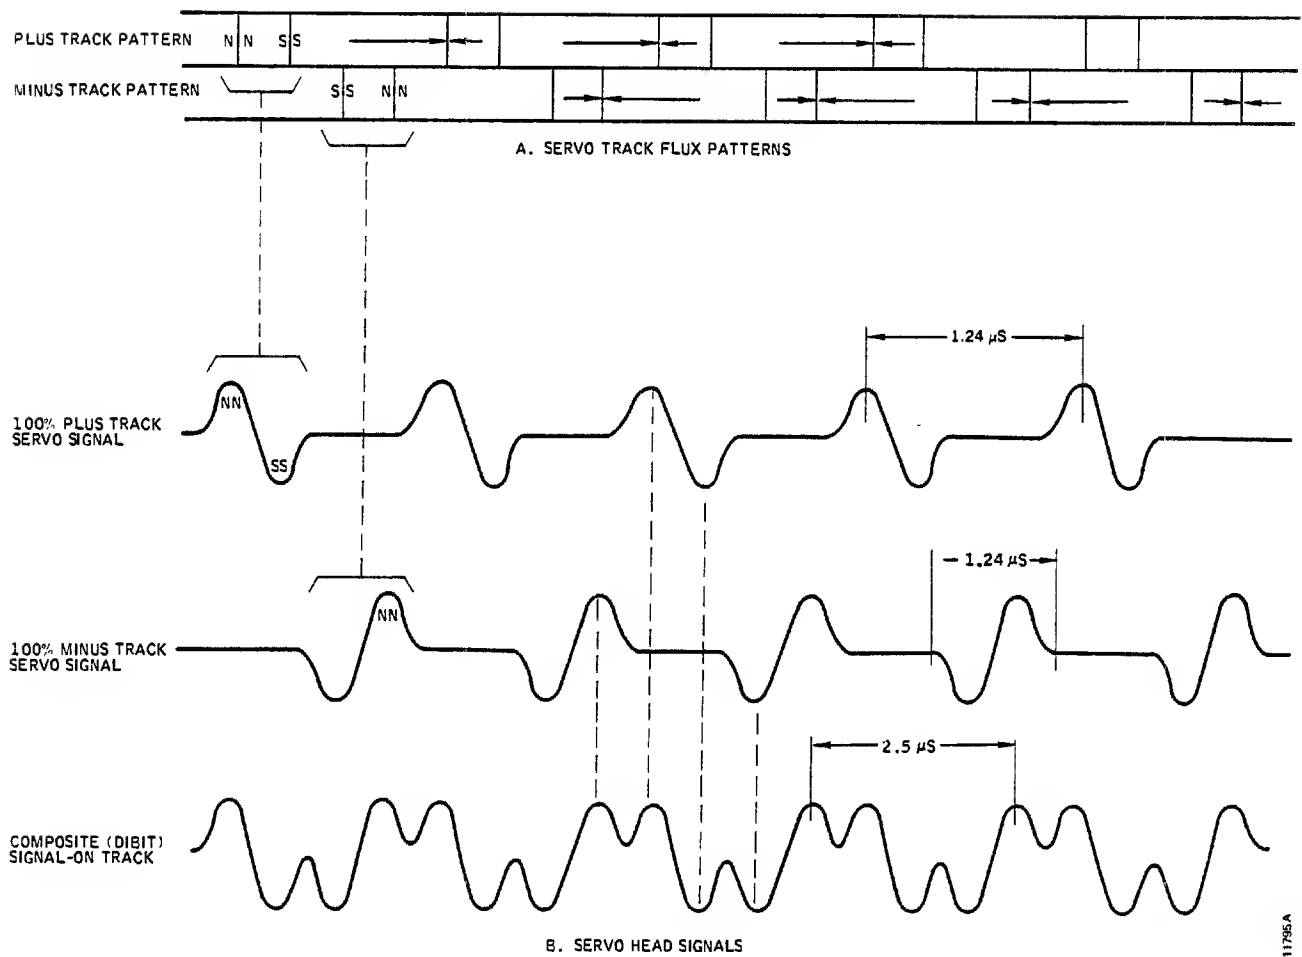 PLUS TRACK PATTERN N N S S
MINUS TRACK PATTERN S S N N
A. SERVO TRACK FLUX PATTERNS
1.24 µS
NN
100% PLUS TRACK
SERVO SIGNAL
SS
1.24 µS
NN
100% MINUS TRACK
SERVO SIGNAL
2.5 µS
COMPOSITE (DIBIT)
SIGNAL-ON TRACK
B. SERVO HEAD SIGNALS
11795A